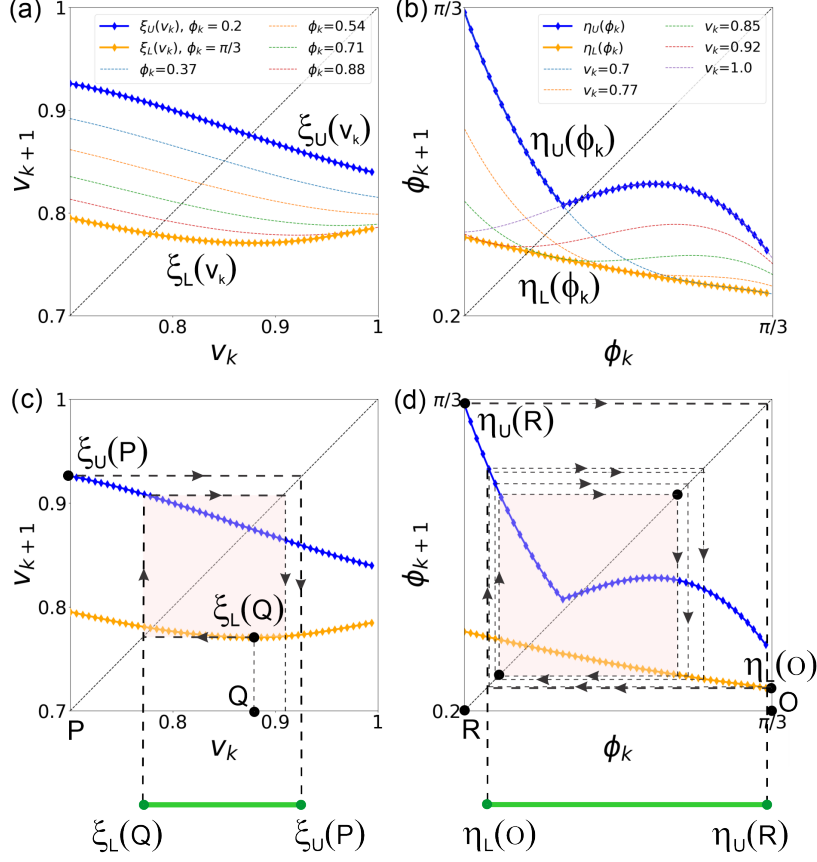 (a)
ξU(vk), ϕk = 0.2
ξL(vk), ϕk = π/3
ϕk=0.37
ϕk=0.54
ϕk=0.71
ϕk=0.88
1
0.9
0.8
0.7
vk+1
ξU(vk)
ξL(vk)
0.8
0.9
1
vk
(b)
π/3
ηU(ϕk)
ηL(ϕk)
vk=0.7
vk=0.77
vk=0.85
vk=0.92
vk=1.0
ϕk+1
ηU(ϕk)
ηL(ϕk)
0.2
π/3
ϕk
(c)
1
0.9
0.8
0.7
vk+1
ξU(P)
ξL(Q)
Q
P
0.8
0.9
1
vk
ξL(Q)
ξU(P)
(d)
π/3
ηU(R)
ϕk+1
ηL(O)
O
0.2
R
π/3
ϕk
ηL(O)
ηU(R)